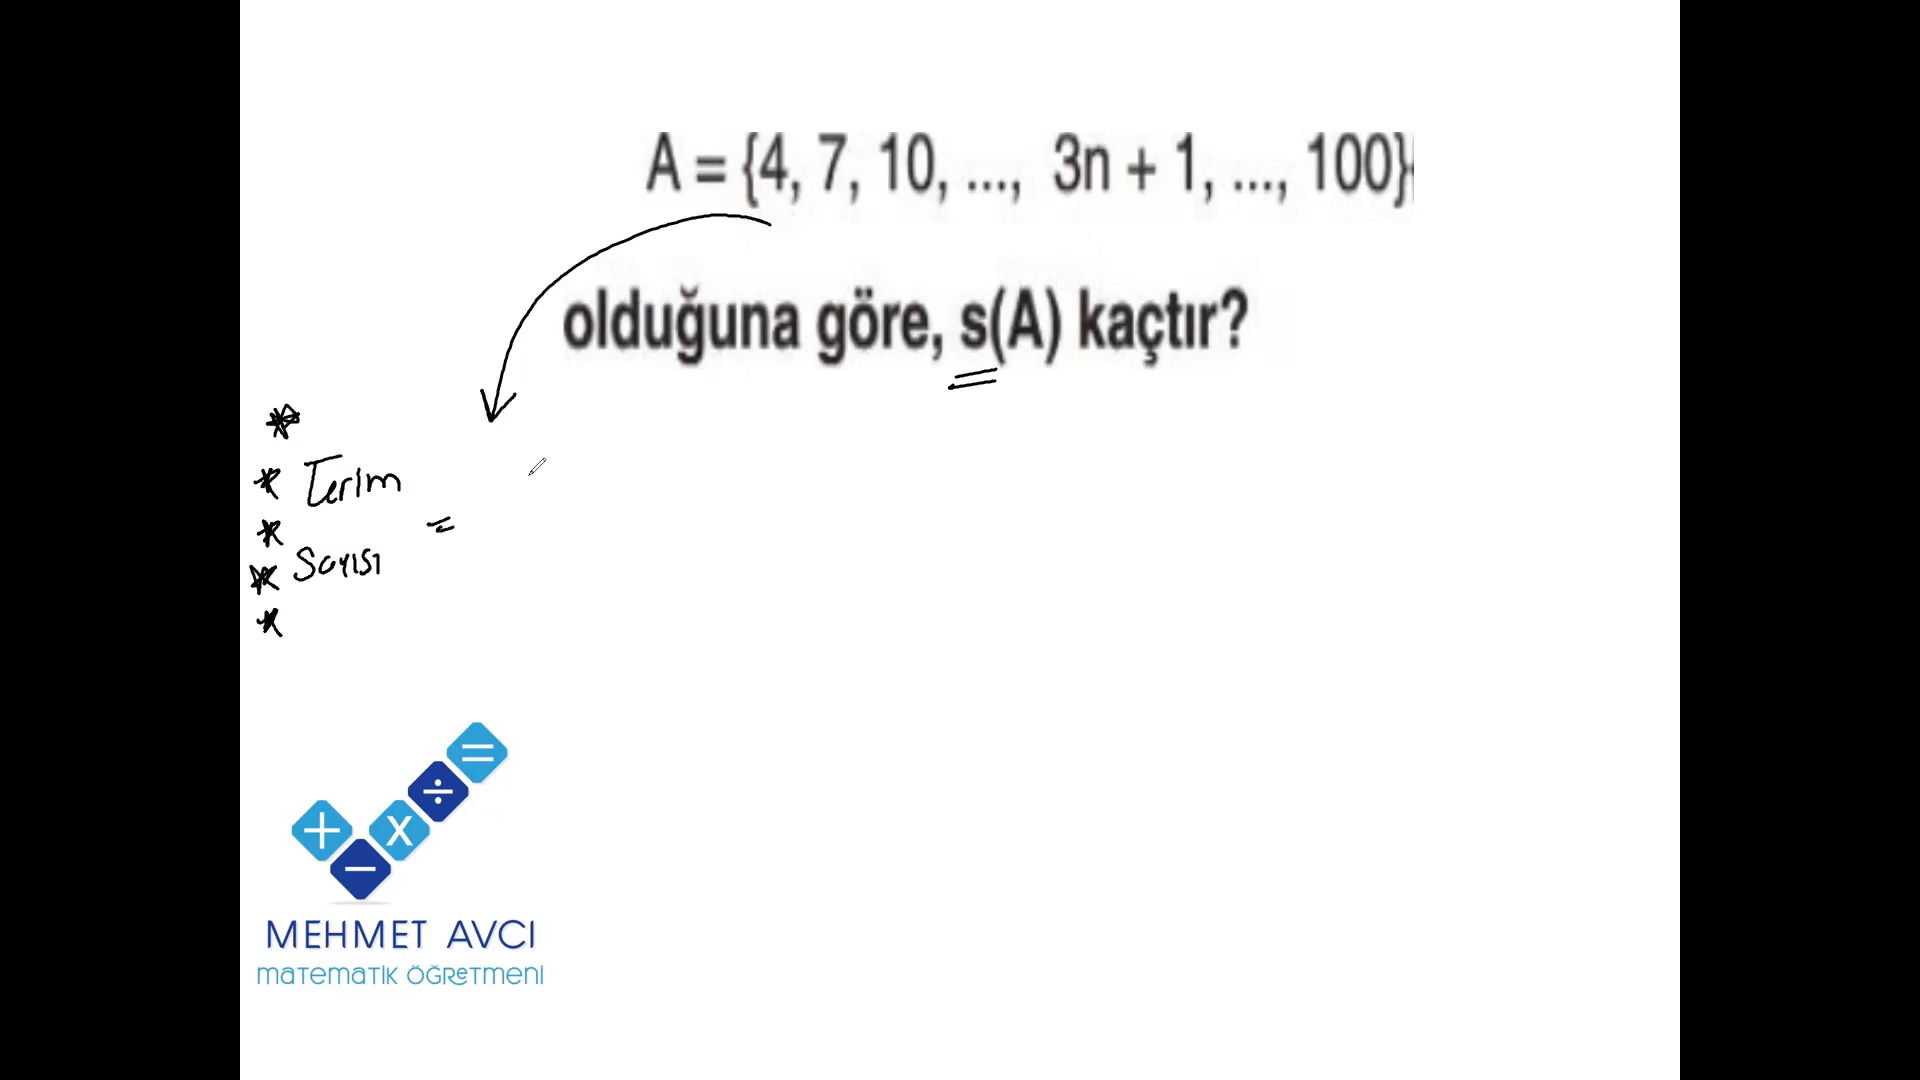 A = {4, 7, 10, ..., 3n + 1, ..., 100}
olduğuna göre, s(A) kaçtır?
Terim
=
Sayısı
+
−
x
÷
=
MEHMET AVCI
matematik ÖĞRETMENİ